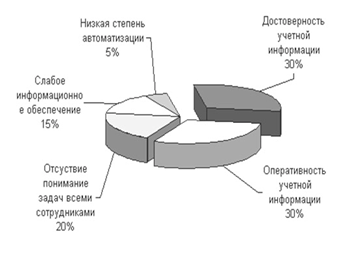 Низкая степень
автоматизации
5%
Достоверность
учетной
информации
30%
Слабое
информационно
е обеспечение
15%
Отсуствие
понимание
задач всеми
сотрудниками
20%
Оперативность
учетной
информации
30%